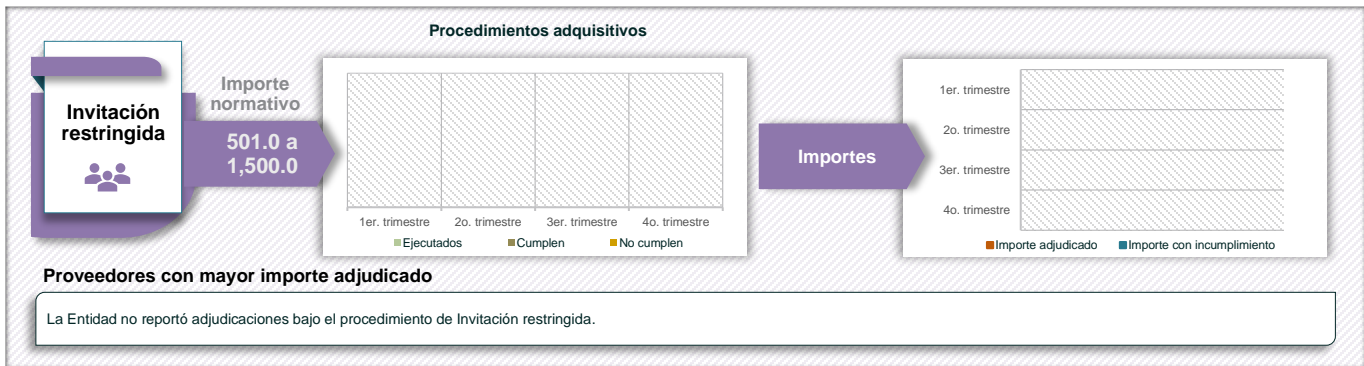 Procedimientos adquisitivos
Invitación
restringida
Importe
normativo
501.0 a
1,500.0
1er. trimestre
2o. trimestre
3er. trimestre
4o. trimestre
Ejecutados
Cumplen
No cumplen
Importes
1er. trimestre
2o. trimestre
3er. trimestre
4o. trimestre
Importe adjudicado
Importe con incumplimiento
Proveedores con mayor importe adjudicado
La Entidad no reportó adjudicaciones bajo el procedimiento de Invitación restringida.